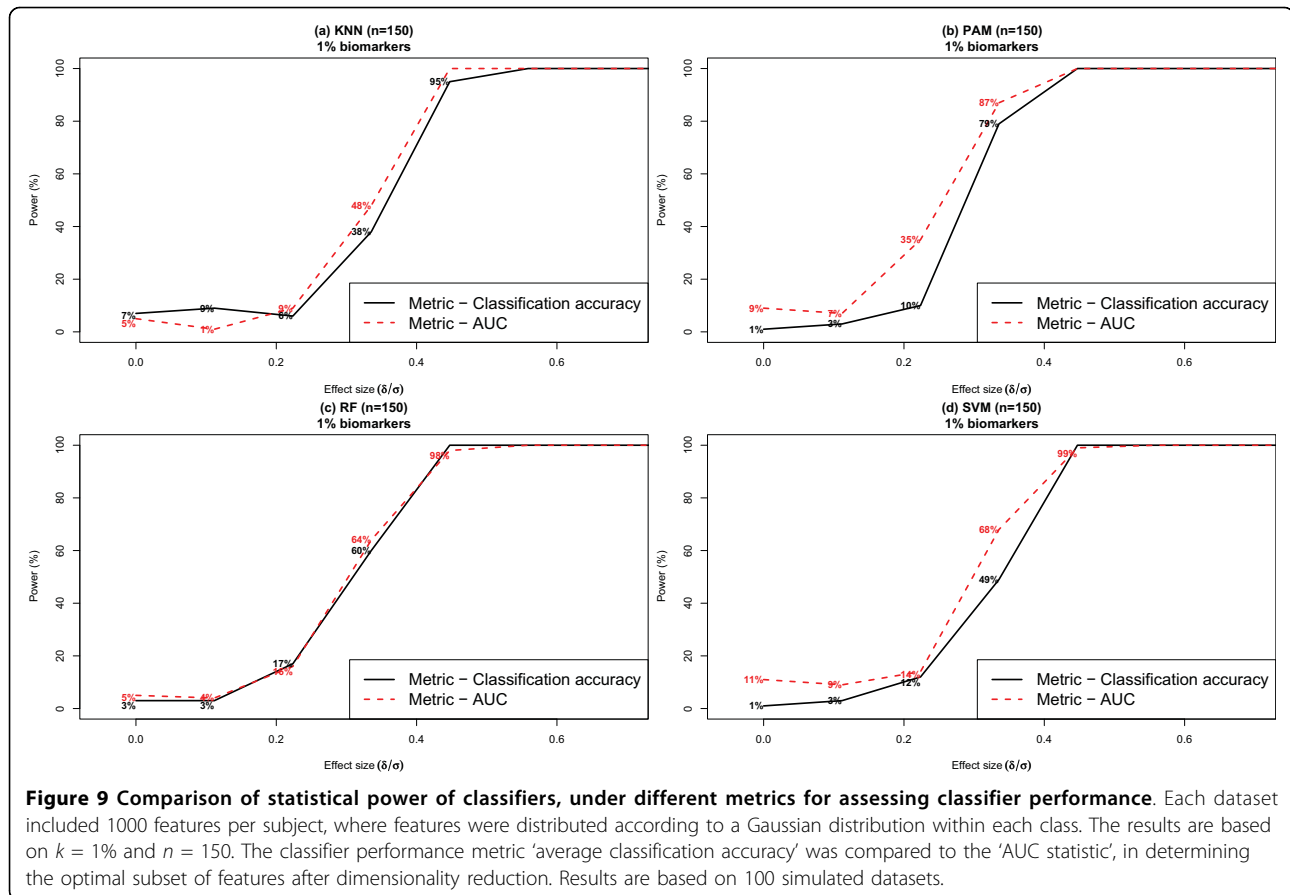 (a) KNN (n=150)
1% biomarkers
Power (%)
100
80
60
40
20
0
7%
5%
9%
1%
9%
6%
48%
38%
95%
Metric − Classification accuracy
Metric − AUC
0.0 0.2 0.4 0.6
Effect size (δ/σ)
(b) PAM (n=150)
1% biomarkers
Power (%)
100
80
60
40
20
0
9%
1%
7%
3%
35%
10%
87%
79%
Metric − Classification accuracy
Metric − AUC
0.0 0.2 0.4 0.6
Effect size (δ/σ)
(c) RF (n=150)
1% biomarkers
Power (%)
100
80
60
40
20
0
5%
3%
4%
3%
17%
64%
60%
98%
Metric − Classification accuracy
Metric − AUC
0.0 0.2 0.4 0.6
Effect size (δ/σ)
(d) SVM (n=150)
1% biomarkers
Power (%)
100
80
60
40
20
0
11%
1%
9%
3%
14%
12%
68%
49%
99%
Metric − Classification accuracy
Metric − AUC
0.0 0.2 0.4 0.6
Effect size (δ/σ)
Figure 9 Comparison of statistical power of classifiers, under different metrics for assessing classifier performance. Each dataset
included 1000 features per subject, where features were distributed according to a Gaussian distribution within each class. The results are based
on k = 1% and n = 150. The classifier performance metric ‘average classification accuracy’ was compared to the ‘AUC statistic’, in determining
the optimal subset of features after dimensionality reduction. Results are based on 100 simulated datasets.